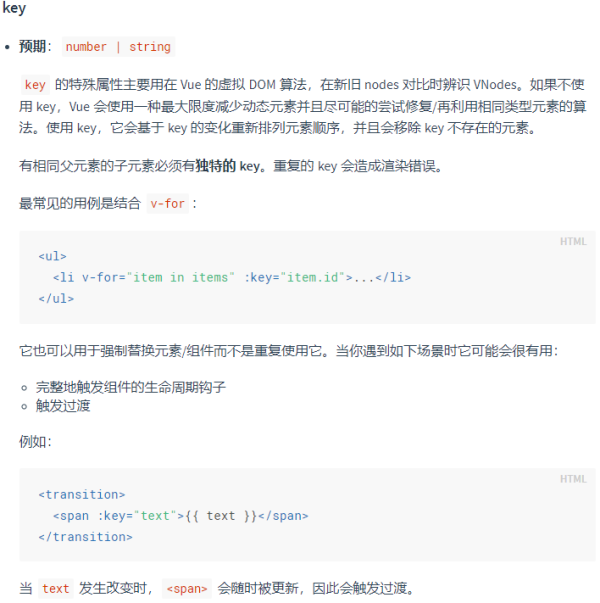 key
预期：number | string
key 的特殊属性主要用在 Vue 的虚拟 DOM 算法，在新旧 nodes 对比时辨识 VNodes。如果不使
用 key，Vue 会使用一种最大限度减少动态元素并且尽可能的尝试修复/再利用相同类型元素的算
法。使用 key，它会基于 key 的变化重新排列元素顺序，并且会移除 key 不存在的元素。
有相同父元素的子元素必须有独特的 key。重复的 key 会造成渲染错误。
最常见的用例是结合 v-for：
HTML
<ul>
  <li v-for="item in items" :key="item.id">...</li>
</ul>
它也可以用于强制替换元素/组件而不是重复使用它。当你遇到如下场景时它可能会很有用：
完整地触发组件的生命周期钩子
触发过渡
例如：
HTML
<transition>
  <span :key="text">{{ text }}</span>
</transition>
当 text 发生改变时，<span> 会随时被更新，因此会触发过渡。